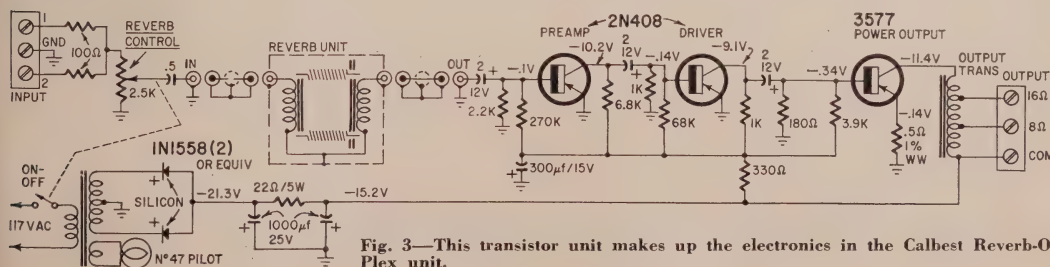 1
GND
2
INPUT
100Ω
REVERB
CONTROL
2.5K
.5
IN
REVERB UNIT
OUT
2
12V
-.1V
2.2K
270K
300µf/15V
PREAMP
2N408
-10.2V
2
12V
6.8K
1K
-.14V
DRIVER
68K
-9.1V
2
12V
1K
180Ω
-.34V
3.9K
330Ω
3577
POWER OUTPUT
-11.4V
-.14V
.5Ω
1%
WW
OUTPUT
TRANS
OUTPUT
16Ω
8Ω
COM
ON-
OFF
117VAC
1N1558(2)
OR EQUIV
SILICON
-21.3V
Nº47 PILOT
22Ω/5W
-15.2V
1000µf
25V
Fig. 3—This transistor unit makes up the electronics in the Calbest Reverb-O-
Plex unit.